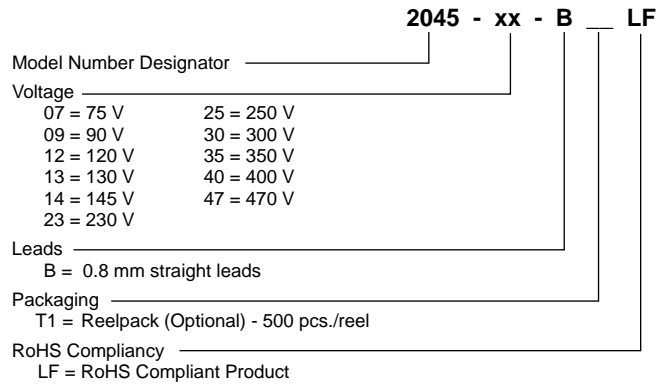 2045 - xx - B __ LF
Model Number Designator
Voltage
07 = 75 V 25 = 250 V
09 = 90 V 30 = 300 V
12 = 120 V 35 = 350 V
13 = 130 V 40 = 400 V
14 = 145 V 47 = 470 V
23 = 230 V
Leads
B = 0.8 mm straight leads
Packaging
T1 = Reelpack (Optional) - 500 pcs./reel
RoHS Compliancy
LF = RoHS Compliant Product